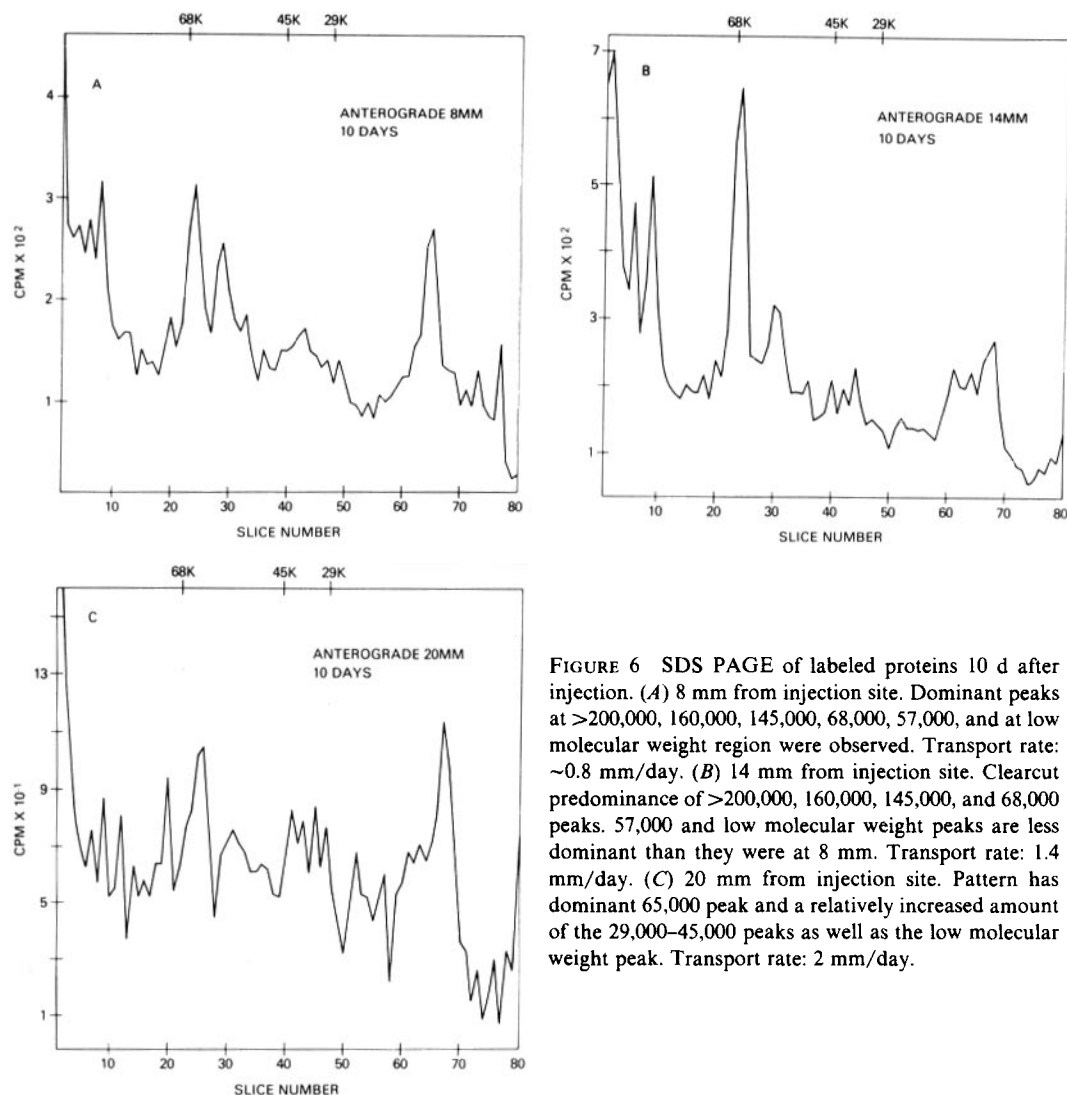 68K 45K 29K
A
ANTEROGRADE 8MM
10 DAYS
CPM X 10⁻²
4
3
2
1
10 20 30 40 50 60 70 80
SLICE NUMBER
68K 45K 29K
B
ANTEROGRADE 14MM
10 DAYS
CPM X 10⁻²
7
5
3
1
10 20 30 40 50 60 70 80
SLICE NUMBER
68K 45K 29K
C
ANTEROGRADE 20MM
10 DAYS
CPM X 10⁻¹
13
9
5
1
10 20 30 40 50 60 70 80
SLICE NUMBER
FIGURE 6 SDS PAGE of labeled proteins 10 d after
injection. (A) 8 mm from injection site. Dominant peaks
at >200,000, 160,000, 145,000, 68,000, 57,000, and at low
molecular weight region were observed. Transport rate:
~0.8 mm/day. (B) 14 mm from injection site. Clearcut
predominance of >200,000, 160,000, 145,000, and 68,000
peaks. 57,000 and low molecular weight peaks are less
dominant than they were at 8 mm. Transport rate: 1.4
mm/day. (C) 20 mm from injection site. Pattern has
dominant 65,000 peak and a relatively increased amount
of the 29,000–45,000 peaks as well as the low molecular
weight peak. Transport rate: 2 mm/day.